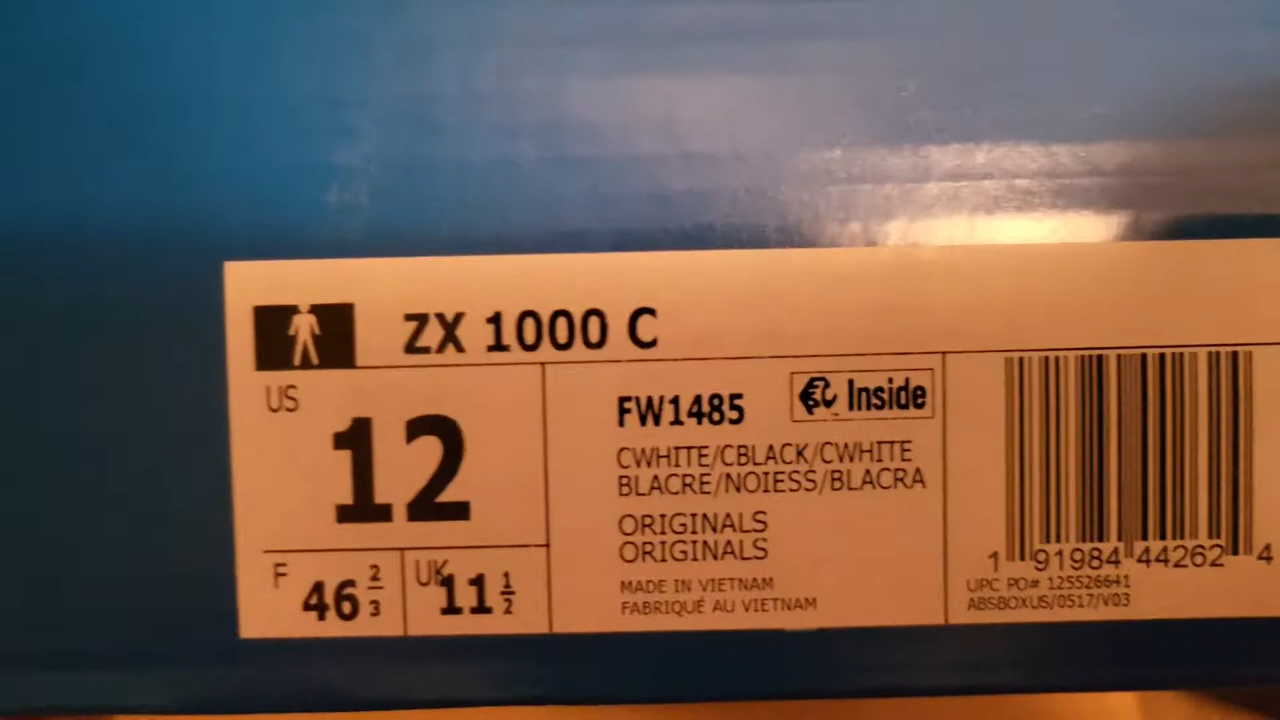 ZX 1000 C
US
12
F 46 2/3
UK 11 1/2
FW1485
Inside
CWHITE/CBLACK/CWHITE
BLACRE/NOIESS/BLACRA
ORIGINALS
ORIGINALS
MADE IN VIETNAM
FABRIQUÉ AU VIETNAM
1 91984 44262 4
UPC PO# 125526641
ABSBOXUS/0517/V03